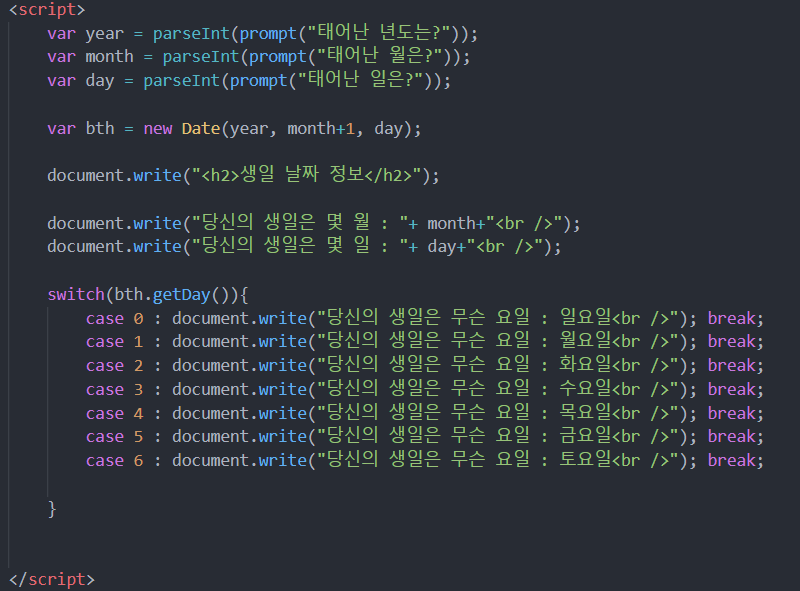 <script>
var year = parseInt(prompt("태어난 년도는?"));
var month = parseInt(prompt("태어난 월은?"));
var day = parseInt(prompt("태어난 일은?"));
var bth = new Date(year, month+1, day);
document.write("<h2>생일 날짜 정보</h2>");
document.write("당신의 생일은 몇 월 : "+ month+"<br />");
document.write("당신의 생일은 몇 일 : "+ day+"<br />");
switch(bth.getDay()){
case 0 : document.write("당신의 생일은 무슨 요일 : 일요일<br />"); break;
case 1 : document.write("당신의 생일은 무슨 요일 : 월요일<br />"); break;
case 2 : document.write("당신의 생일은 무슨 요일 : 화요일<br />"); break;
case 3 : document.write("당신의 생일은 무슨 요일 : 수요일<br />"); break;
case 4 : document.write("당신의 생일은 무슨 요일 : 목요일<br />"); break;
case 5 : document.write("당신의 생일은 무슨 요일 : 금요일<br />"); break;
case 6 : document.write("당신의 생일은 무슨 요일 : 토요일<br />"); break;
}
</script>